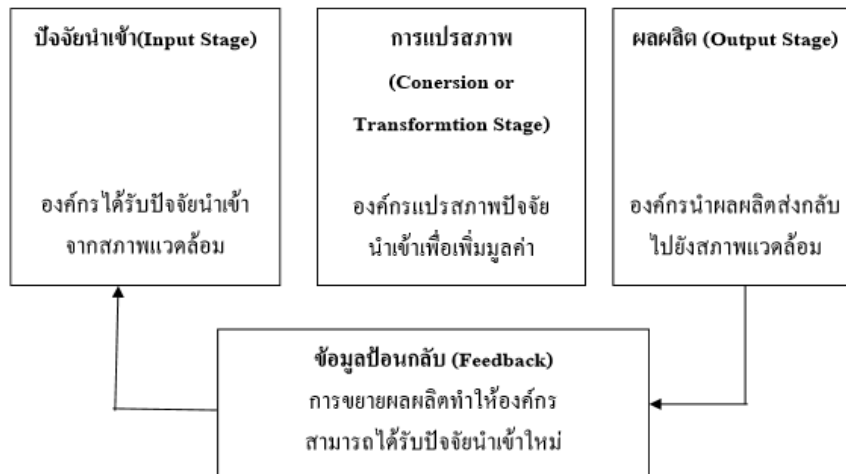 ปัจจัยนำเข้า(Input Stage)
องค์กรได้รับปัจจัยนำเข้า
จากสภาพแวดล้อม
การแปรสภาพ
(Conersion or
Transformtion Stage)
องค์กรแปรสภาพปัจจัย
นำเข้าเพื่อเพิ่มมูลค่า
ผลผลิต (Output Stage)
องค์กรนำผลผลิตส่งกลับ
ไปยังสภาพแวดล้อม
ข้อมูลป้อนกลับ (Feedback)
การขยายผลผลิตทำให้องค์กร
สามารถได้รับปัจจัยนำเข้าใหม่